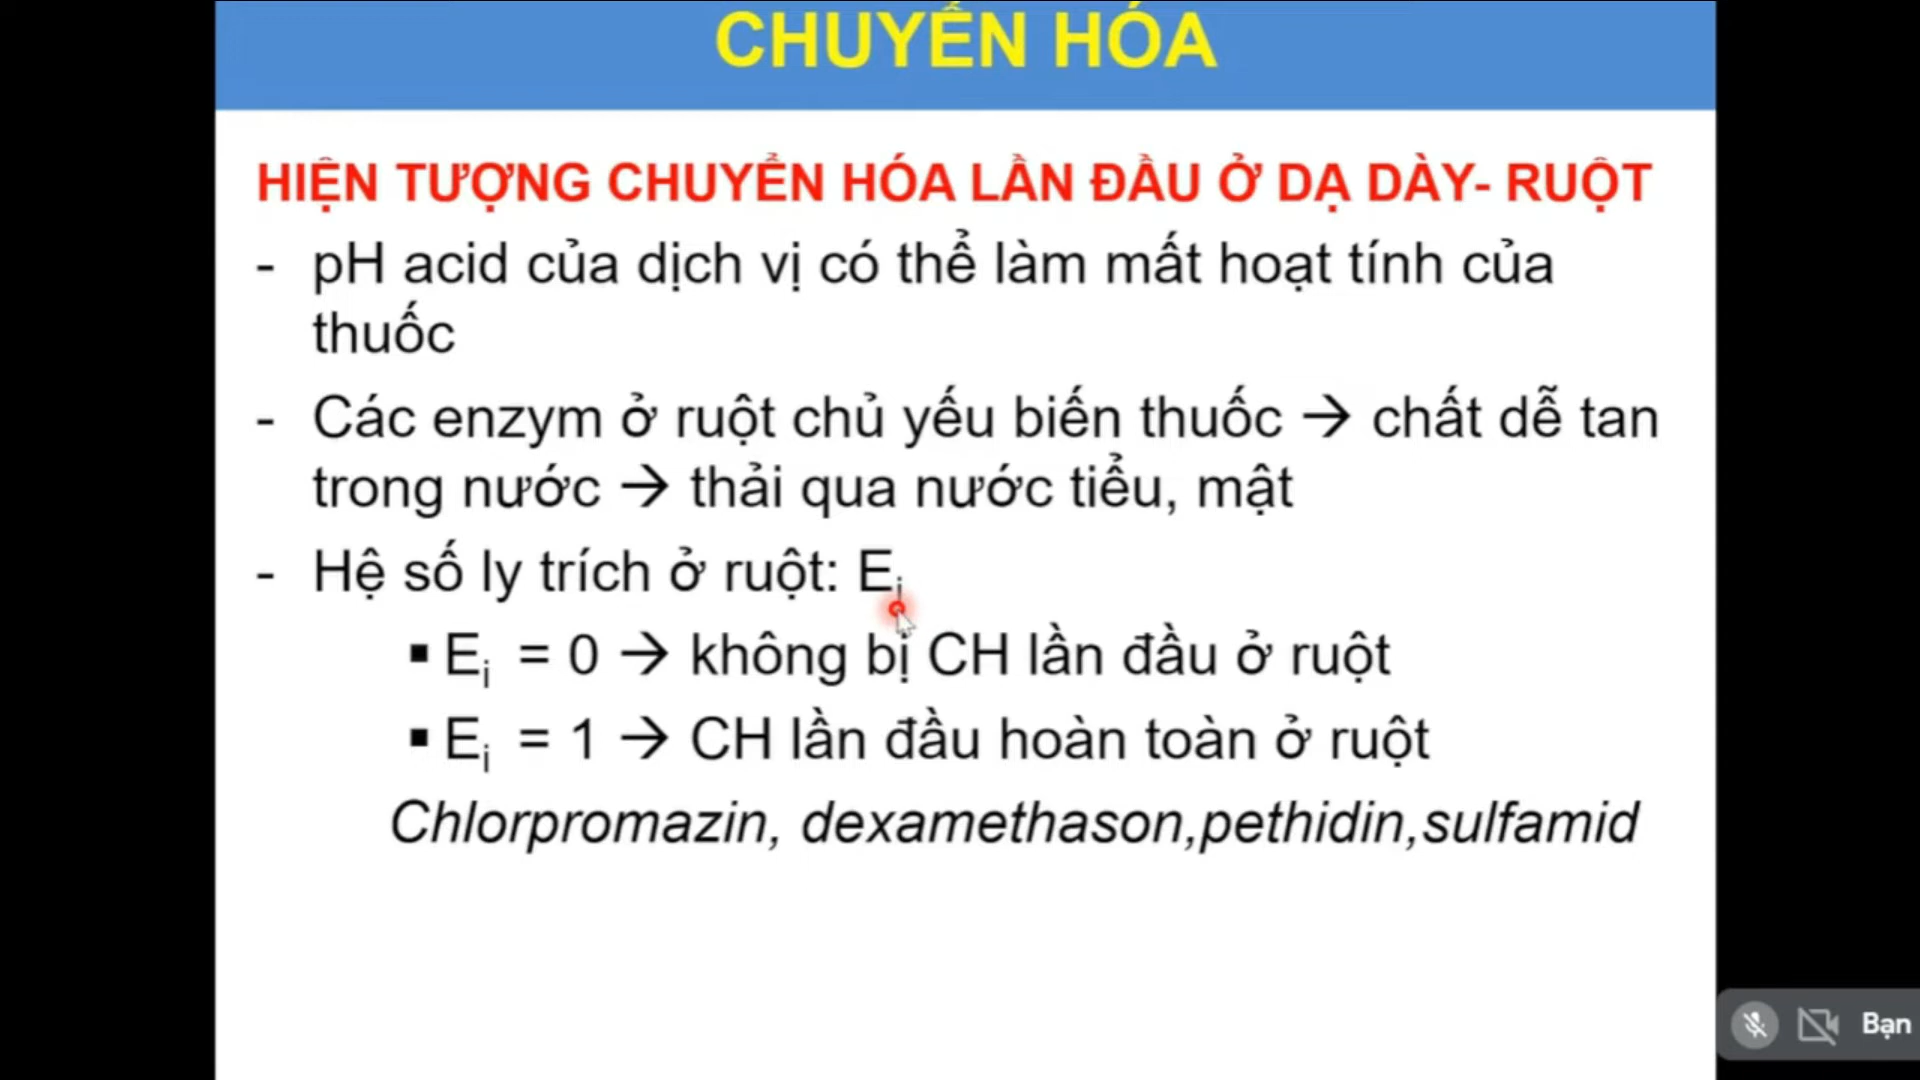 CHUYỂN HÓA
HIỆN TƯỢNG CHUYỂN HÓA LẦN ĐẦU Ở DẠ DÀY- RUỘT
- pH acid của dịch vị có thể làm mất hoạt tính của
thuốc
- Các enzym ở ruột chủ yếu biến thuốc → chất dễ tan
trong nước → thải qua nước tiểu, mật
- Hệ số ly trích ở ruột: Ei
▪ Ei = 0 → không bị CH lần đầu ở ruột
▪ Ei = 1 → CH lần đầu hoàn toàn ở ruột
Chlorpromazin, dexamethason,pethidin,sulfamid
Bạn